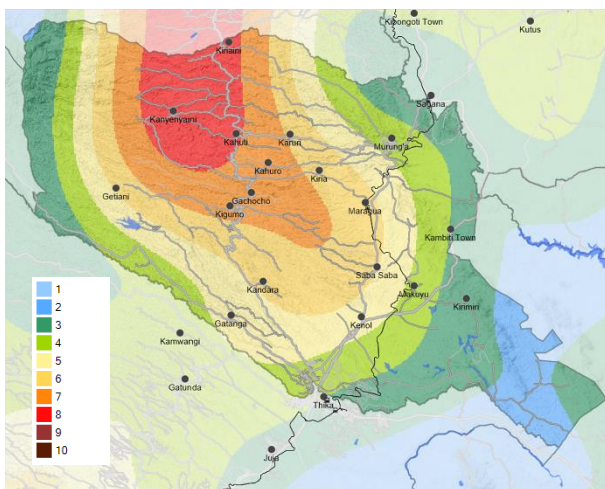 Kibongoti Town
Kutus
Kiriaini
Sagana
Kanyenyaini
Kahuti
Karuri
Murung'a
Kahuro
Kiria
Getiani
Gachocho
Kigumo
Maragua
Kambiti Town
Saba Saba
Kandara
Makuyu
Kirimiri
Gatanga
Kenol
Kamwangi
Gatunda
Thika
Juja
1
2
3
4
5
6
7
8
9
10